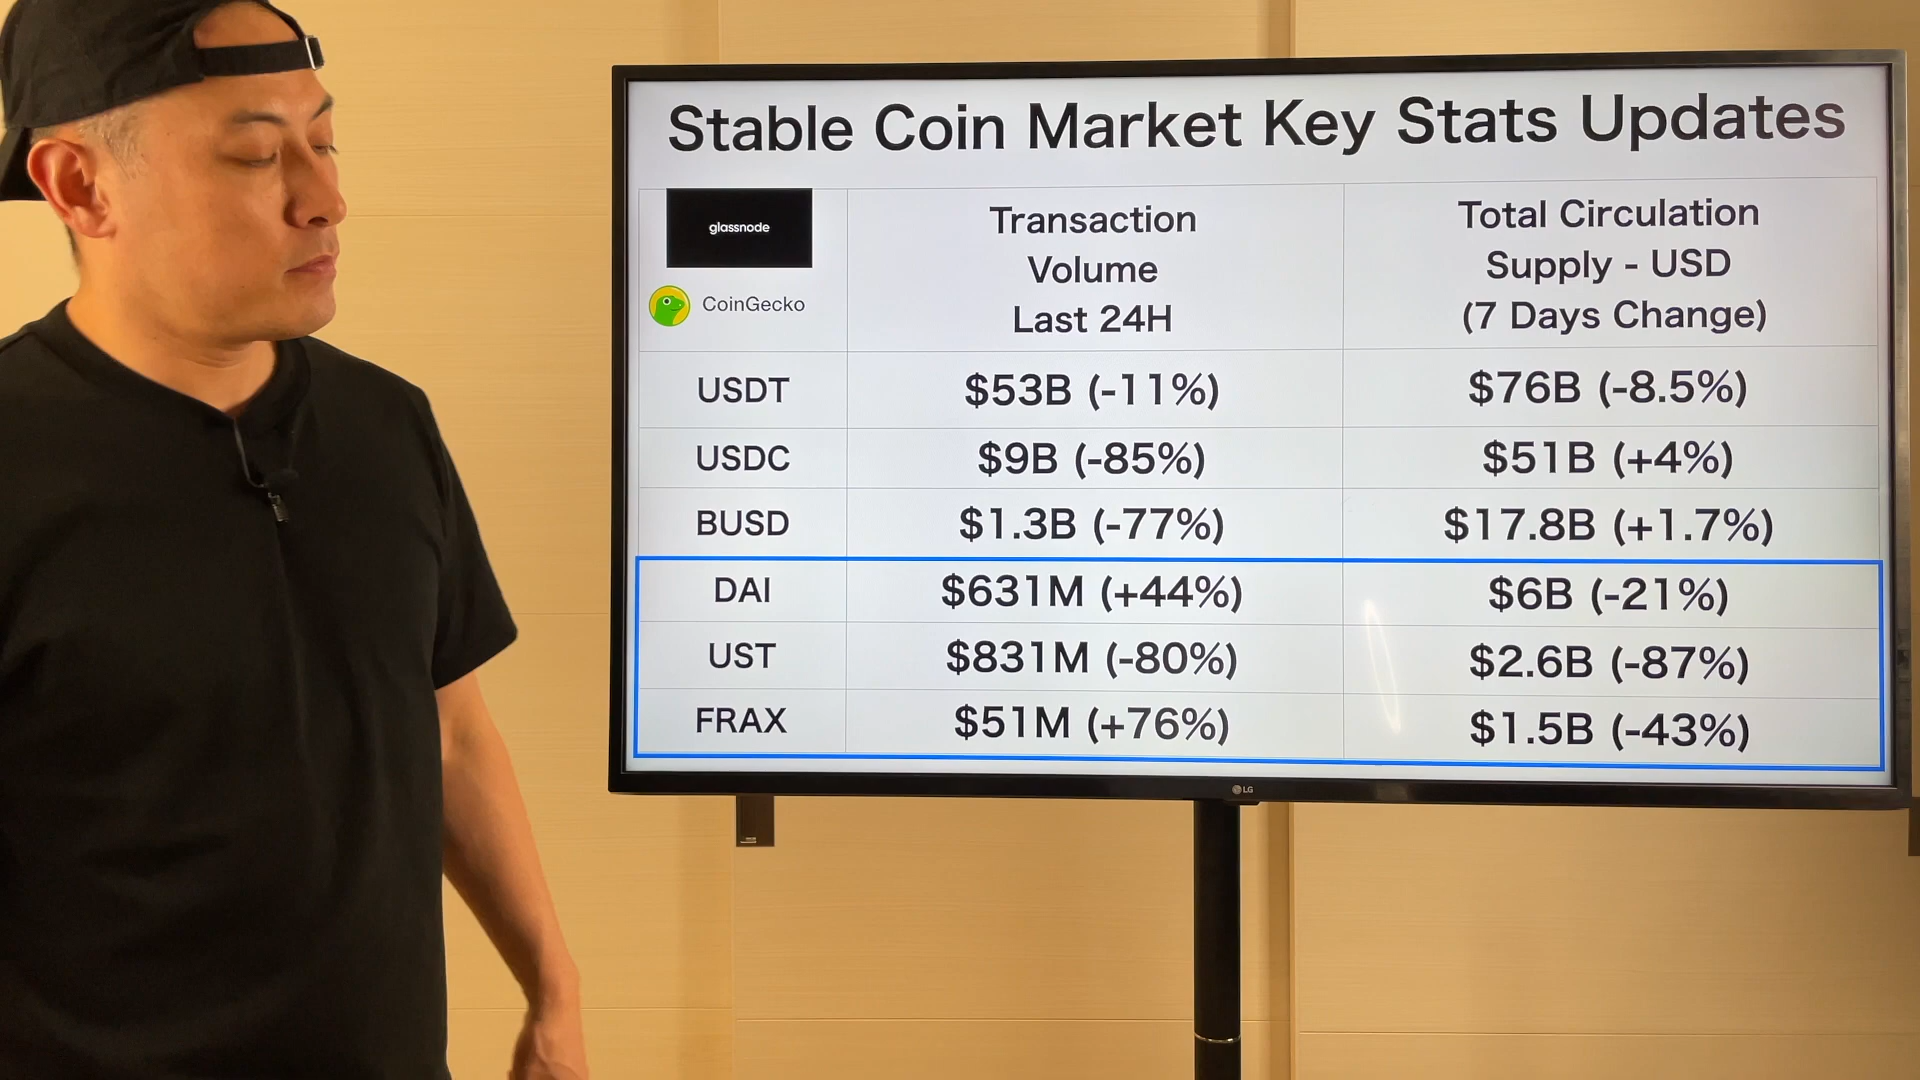 Stable Coin Market Key Stats Updates
glassnode
CoinGecko
Transaction
Volume
Last 24H
Total Circulation
Supply - USD
(7 Days Change)
USDT $53B (-11%) $76B (-8.5%)
USDC $9B (-85%) $51B (+4%)
BUSD $1.3B (-77%) $17.8B (+1.7%)
DAI $631M (+44%) $6B (-21%)
UST $831M (-80%) $2.6B (-87%)
FRAX $51M (+76%) $1.5B (-43%)
LG